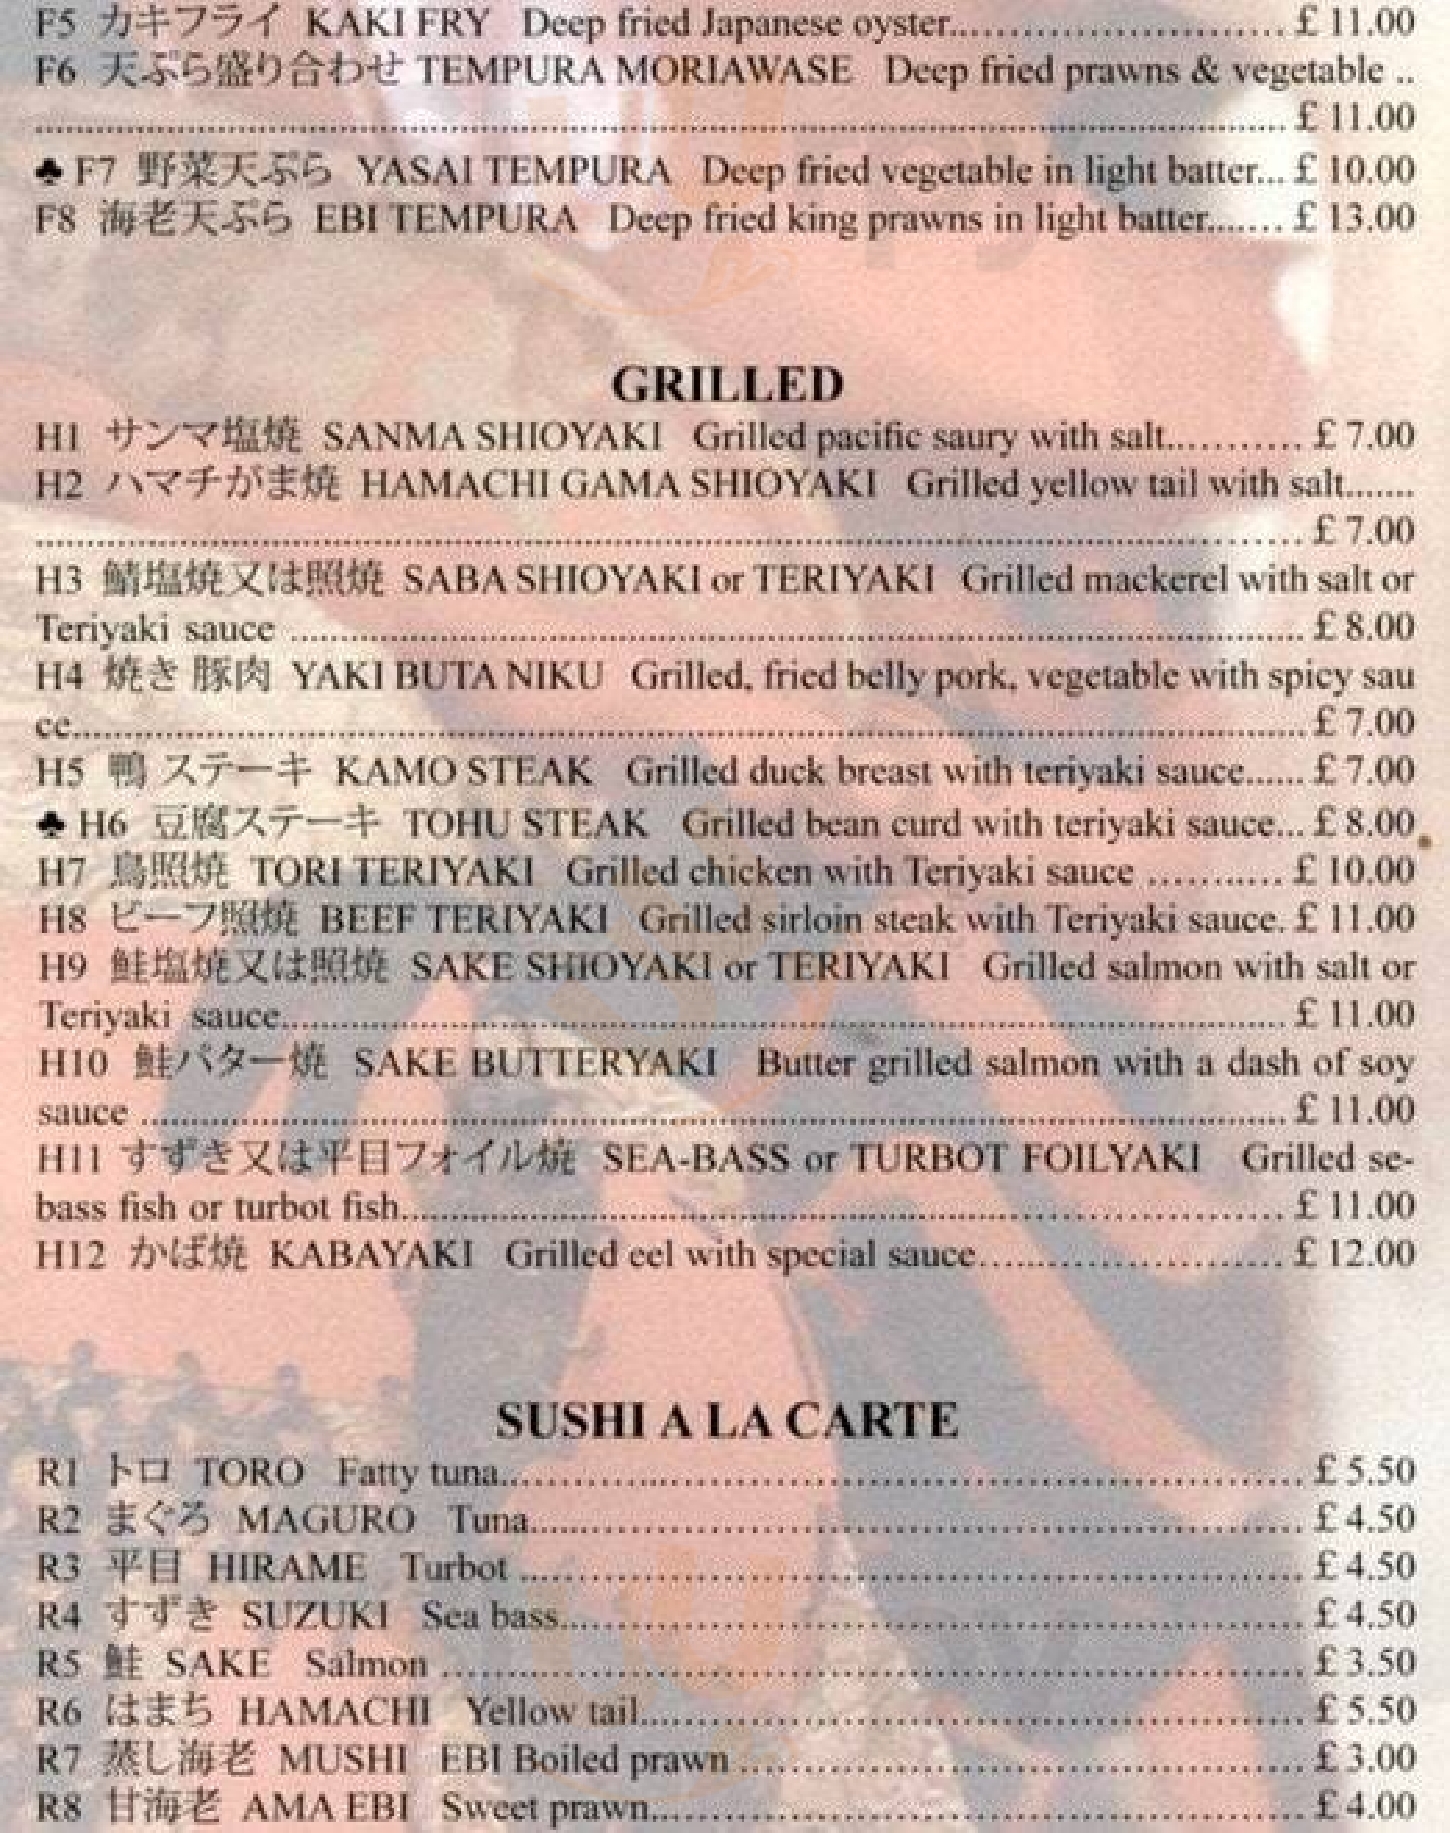 F5 カキフライ KAKI FRY Deep fried Japanese oyster.................................. £ 11.00
F6 天ぷら盛り合わせ TEMPURA MORIAWASE Deep fried prawns & vegetable ..
.................................................................................................... £ 11.00
♣ F7 野菜天ぷら YASAI TEMPURA Deep fried vegetable in light batter... £ 10.00
F8 海老天ぷら EBI TEMPURA Deep fried king prawns in light batter....... £ 13.00
GRILLED
H1 サンマ塩焼 SANMA SHIOYAKI Grilled pacific saury with salt........... £ 7.00
H2 ハマチがま焼 HAMACHI GAMA SHIOYAKI Grilled yellow tail with salt.......
.................................................................................................... £ 7.00
H3 鯖塩焼又は照焼 SABA SHIOYAKI or TERIYAKI Grilled mackerel with salt or
Teriyaki sauce .................................................................................................... £ 8.00
H4 焼き 豚肉 YAKI BUTA NIKU Grilled, fried belly pork, vegetable with spicy sau
ce.................................................................................................... £ 7.00
H5 鴨 ステーキ KAMO STEAK Grilled duck breast with teriyaki sauce...... £ 7.00
♣ H6 豆腐ステーキ TOHU STEAK Grilled bean curd with teriyaki sauce... £ 8.00
H7 鳥照焼 TORI TERIYAKI Grilled chicken with Teriyaki sauce ........... £ 10.00
H8 ビーフ照焼 BEEF TERIYAKI Grilled sirloin steak with Teriyaki sauce. £ 11.00
H9 鮭塩焼又は照焼 SAKE SHIOYAKI or TERIYAKI Grilled salmon with salt or
Teriyaki sauce.................................................................................................... £ 11.00
H10 鮭バター焼 SAKE BUTTERYAKI Butter grilled salmon with a dash of soy
sauce .................................................................................................... £ 11.00
H11 すずき又は平目フォイル焼 SEA-BASS or TURBOT FOILYAKI Grilled se-
bass fish or turbot fish.................................................................................... £ 11.00
H12 かば焼 KABAYAKI Grilled eel with special sauce............................ £ 12.00
SUSHI A LA CARTE
R1 トロ TORO Fatty tuna................................................................................ £ 5.50
R2 まぐろ MAGURO Tuna.............................................................................. £ 4.50
R3 平目 HIRAME Turbot .............................................................................. £ 4.50
R4 すずき SUZUKI Sea bass.......................................................................... £ 4.50
R5 鮭 SAKE Salmon ...................................................................................... £ 3.50
R6 はまち HAMACHI Yellow tail.................................................................. £ 5.50
R7 蒸し海老 MUSHI EBI Boiled prawn ........................................................ £ 3.00
R8 甘海老 AMA EBI Sweet prawn................................................................. £ 4.00